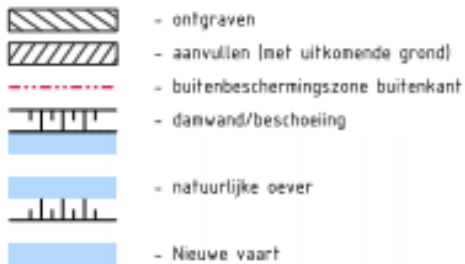 - ontgraven
- aanvullen (met uitkomende grond)
- buitenbeschermingszone buitenkant
- damwand/beschoeiing
- natuurlijke oever
- Nieuwe vaart